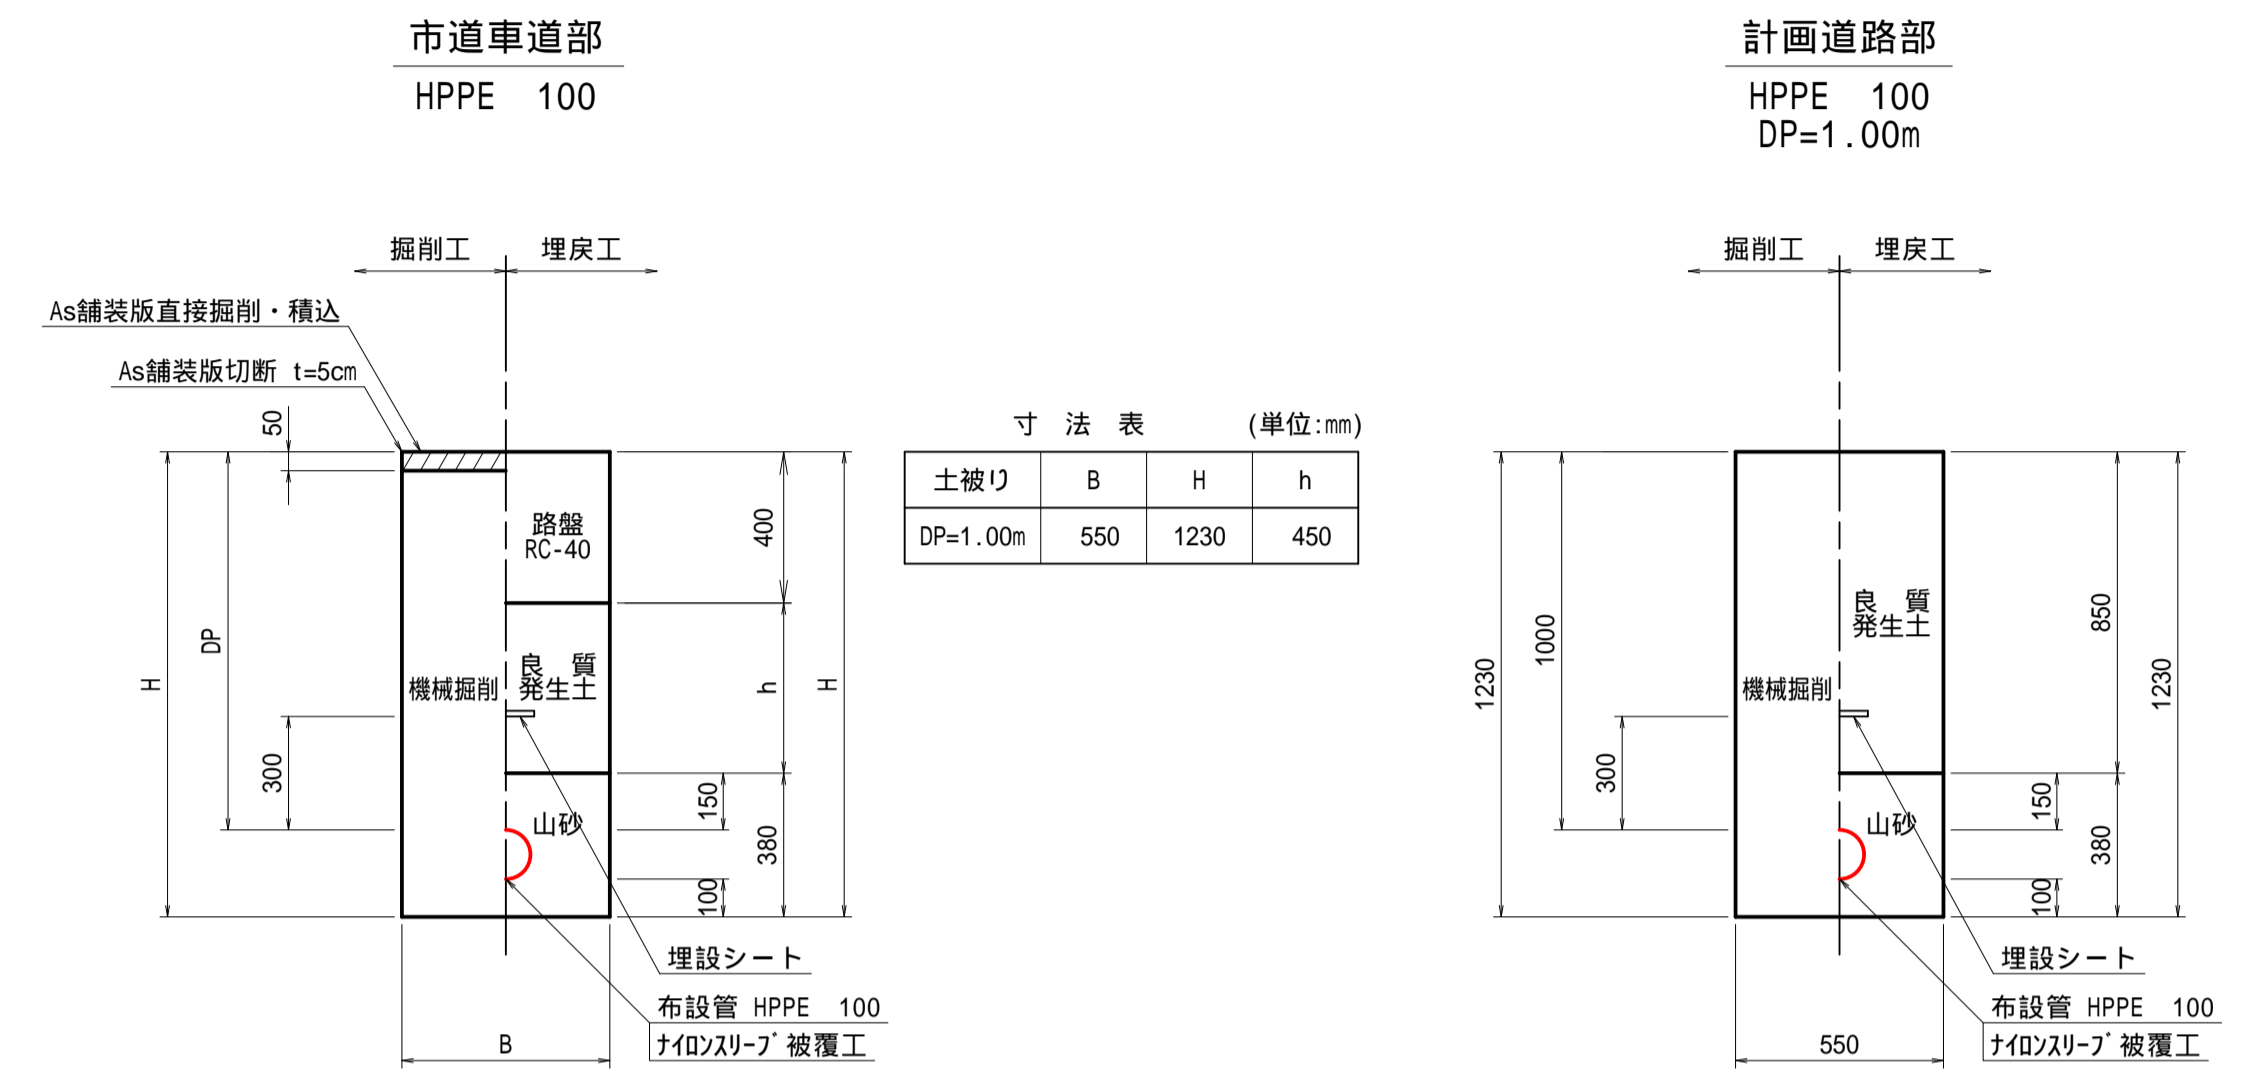 市道車道部
HPPE 100
掘削工 埋戻工
As舗装版直接掘削・積込
As舗装版切断 t=5cm
50
路盤
RC-40
400
DP
H
機械掘削
良 質
発生土
h
H
300
山砂
150
380
100
埋設シート
布設管 HPPE 100
ﾅｲﾛﾝｽﾘｰﾌﾞ被覆工
B
寸 法 表 (単位:mm)
土被り B H h
DP=1.00m 550 1230 450
計画道路部
HPPE 100
DP=1.00m
掘削工 埋戻工
良 質
発生土
850
1000
1230
機械掘削
1230
300
山砂
150
380
100
埋設シート
布設管 HPPE 100
ﾅｲﾛﾝｽﾘｰﾌﾞ被覆工
550